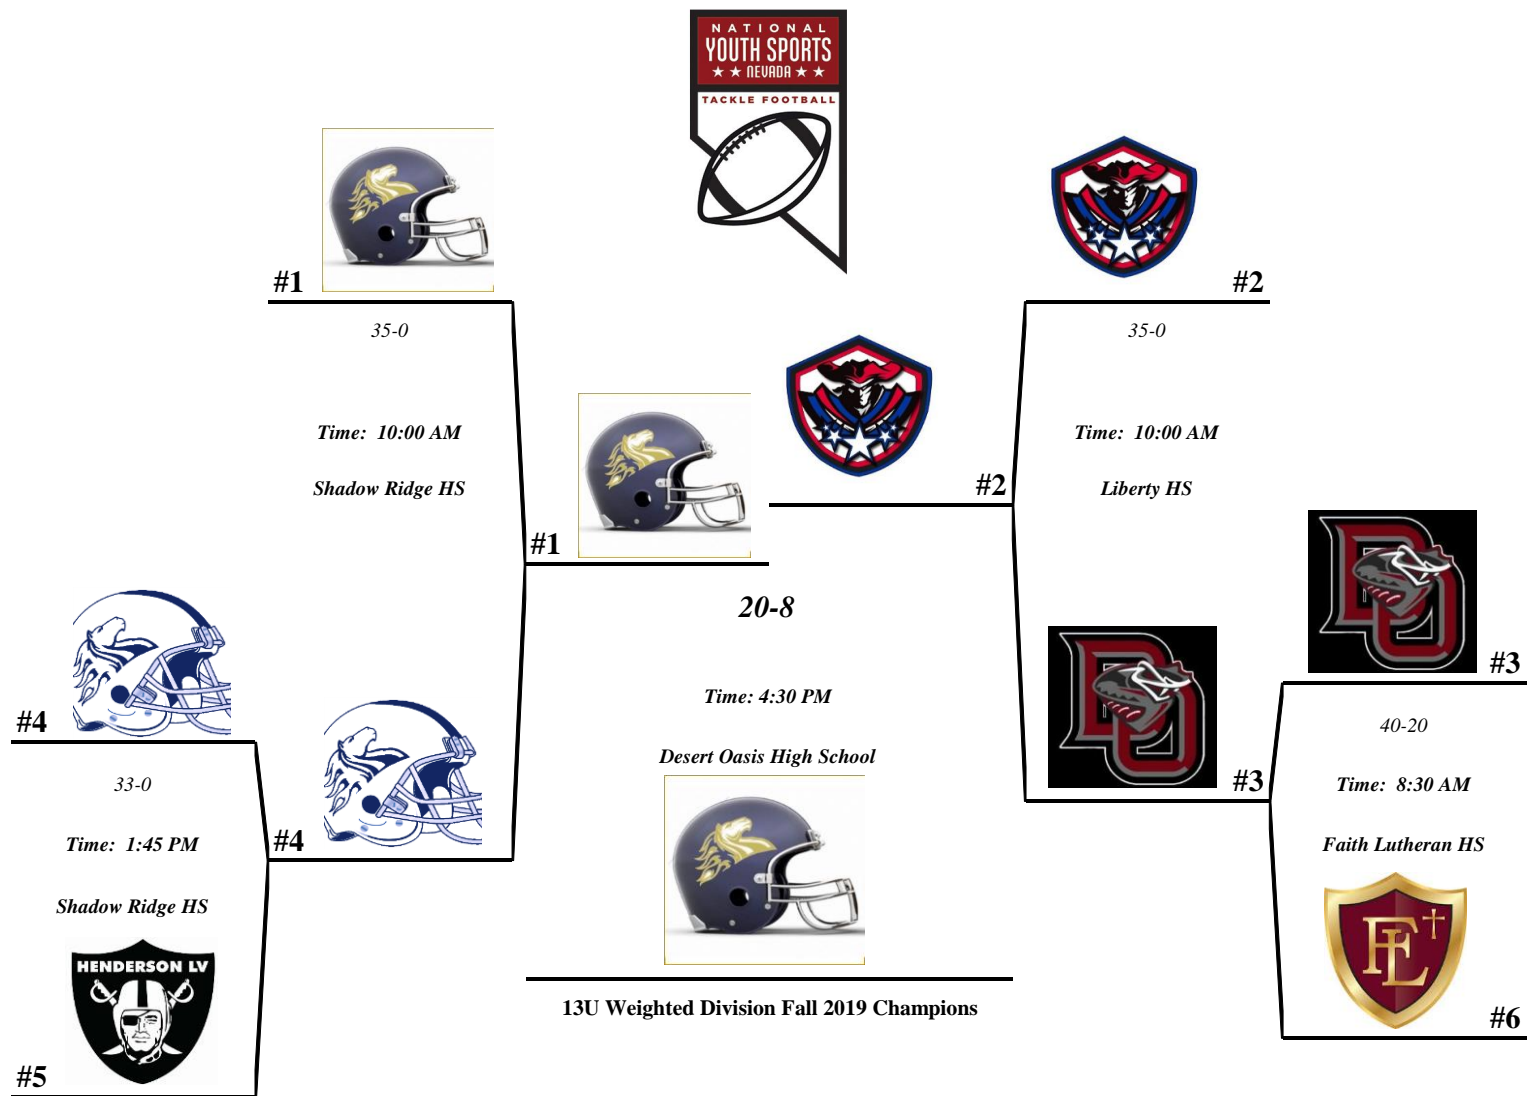 NATIONAL
YOUTH SPORTS
NEVADA
TACKLE FOOTBALL
#1
#2
35-0
35-0
Time: 10:00 AM
Time: 10:00 AM
Shadow Ridge HS
Liberty HS
#2
#1
20-8
DO
DO
#3
#4
Time: 4:30 PM
40-20
Desert Oasis High School
33-0
#3
Time: 8:30 AM
Time: 1:45 PM
#4
Faith Lutheran HS
Shadow Ridge HS
HENDERSON LV
FL
13U Weighted Division Fall 2019 Champions
#6
#5